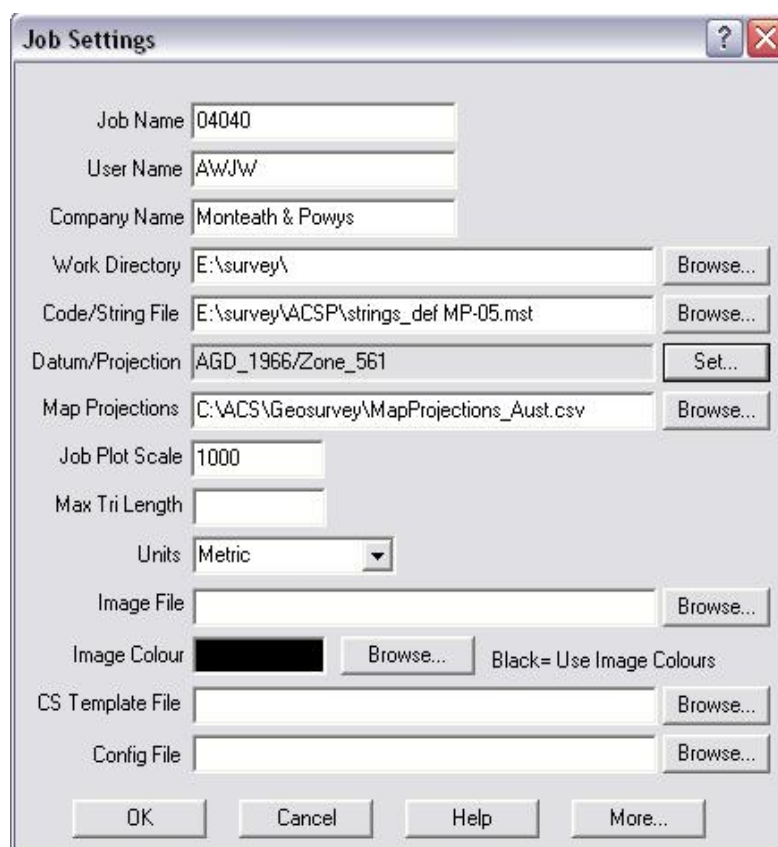 Job Settings
Job Name 04040
User Name AWJW
Company Name Monteath & Powys
Work Directory E:\survey\ Browse...
Code/String File E:\survey\ACSP\strings_def MP-05.mst Browse...
Datum/Projection AGD_1966/Zone_561 Set...
Map Projections C:\ACS\Geosurvey\MapProjections_Aust.csv Browse...
Job Plot Scale 1000
Max Tri Length
Units Metric
Image File Browse...
Image Colour Browse... Black= Use Image Colours
CS Template File Browse...
Config File Browse...
OK Cancel Help More...